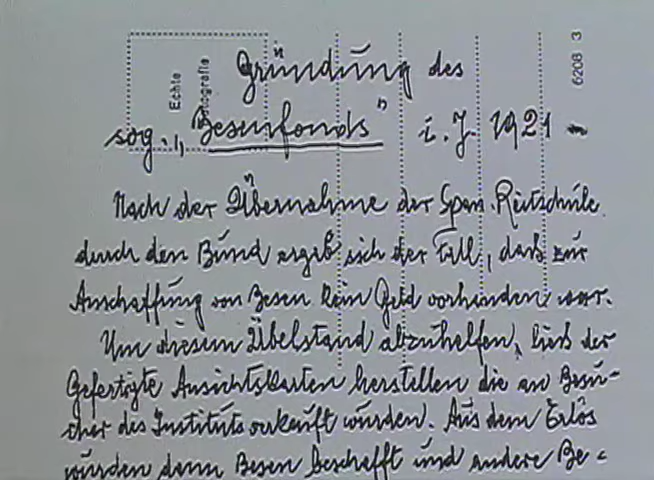 Gründung des
sog. „Besenfonds" i. J. 1921 -
Nach der Übernahme der Span. Reitschule
durch den Bund ergab sich der Fall, daß zur
Anschaffung von Besen kein Geld vorhanden war.
Um diesem Übelstand abzuhelfen, ließ der
Gefertigte Ansichtskarten herstellen die an Besu-
cher des Instituts verkauft wurden. Aus dem Erlös
wurden dann Besen beschafft und andere Be-
Echte
6208 3